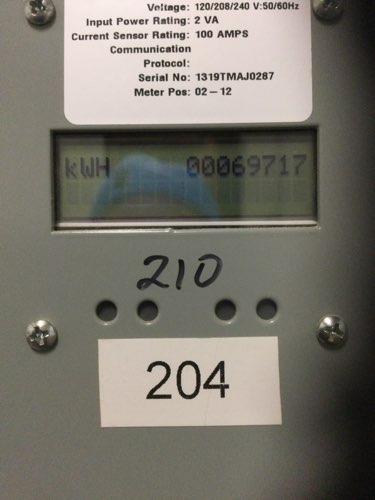 Voltage: 120/208/240 V:50/60Hz
Input Power Rating: 2 VA
Current Sensor Rating: 100 AMPS
Communication
Protocol:
Serial No: 1319TMAJ0287
Meter Pos: 02-12
kWH 00069717
210
204